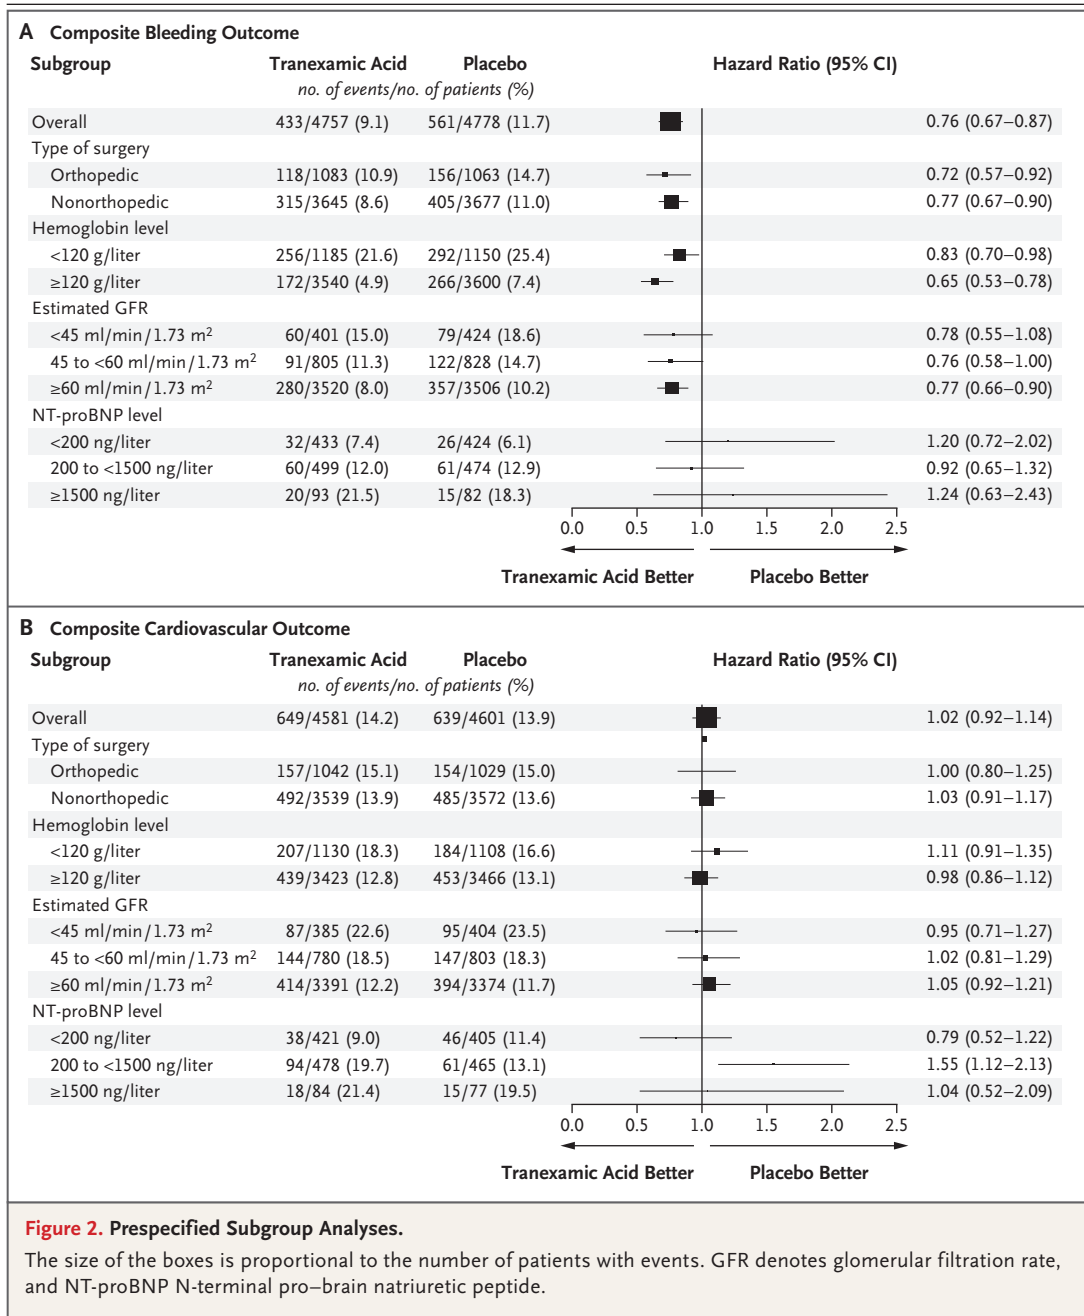 A Composite Bleeding Outcome
Subgroup Tranexamic Acid Placebo Hazard Ratio (95% CI)
no. of events/no. of patients (%)
Overall 433/4757 (9.1) 561/4778 (11.7) 0.76 (0.67–0.87)
Type of surgery
Orthopedic 118/1083 (10.9) 156/1063 (14.7) 0.72 (0.57–0.92)
Nonorthopedic 315/3645 (8.6) 405/3677 (11.0) 0.77 (0.67–0.90)
Hemoglobin level
<120 g/liter 256/1185 (21.6) 292/1150 (25.4) 0.83 (0.70–0.98)
≥120 g/liter 172/3540 (4.9) 266/3600 (7.4) 0.65 (0.53–0.78)
Estimated GFR
<45 ml/min/1.73 m² 60/401 (15.0) 79/424 (18.6) 0.78 (0.55–1.08)
45 to <60 ml/min/1.73 m² 91/805 (11.3) 122/828 (14.7) 0.76 (0.58–1.00)
≥60 ml/min/1.73 m² 280/3520 (8.0) 357/3506 (10.2) 0.77 (0.66–0.90)
NT-proBNP level
<200 ng/liter 32/433 (7.4) 26/424 (6.1) 1.20 (0.72–2.02)
200 to <1500 ng/liter 60/499 (12.0) 61/474 (12.9) 0.92 (0.65–1.32)
≥1500 ng/liter 20/93 (21.5) 15/82 (18.3) 1.24 (0.63–2.43)
0.0 0.5 1.0 1.5 2.0 2.5
Tranexamic Acid Better Placebo Better
B Composite Cardiovascular Outcome
Subgroup Tranexamic Acid Placebo Hazard Ratio (95% CI)
no. of events/no. of patients (%)
Overall 649/4581 (14.2) 639/4601 (13.9) 1.02 (0.92–1.14)
Type of surgery
Orthopedic 157/1042 (15.1) 154/1029 (15.0) 1.00 (0.80–1.25)
Nonorthopedic 492/3539 (13.9) 485/3572 (13.6) 1.03 (0.91–1.17)
Hemoglobin level
<120 g/liter 207/1130 (18.3) 184/1108 (16.6) 1.11 (0.91–1.35)
≥120 g/liter 439/3423 (12.8) 453/3466 (13.1) 0.98 (0.86–1.12)
Estimated GFR
<45 ml/min/1.73 m² 87/385 (22.6) 95/404 (23.5) 0.95 (0.71–1.27)
45 to <60 ml/min/1.73 m² 144/780 (18.5) 147/803 (18.3) 1.02 (0.81–1.29)
≥60 ml/min/1.73 m² 414/3391 (12.2) 394/3374 (11.7) 1.05 (0.92–1.21)
NT-proBNP level
<200 ng/liter 38/421 (9.0) 46/405 (11.4) 0.79 (0.52–1.22)
200 to <1500 ng/liter 94/478 (19.7) 61/465 (13.1) 1.55 (1.12–2.13)
≥1500 ng/liter 18/84 (21.4) 15/77 (19.5) 1.04 (0.52–2.09)
0.0 0.5 1.0 1.5 2.0 2.5
Tranexamic Acid Better Placebo Better
Figure 2. Prespecified Subgroup Analyses.
The size of the boxes is proportional to the number of patients with events. GFR denotes glomerular filtration rate,
and NT-proBNP N-terminal pro–brain natriuretic peptide.